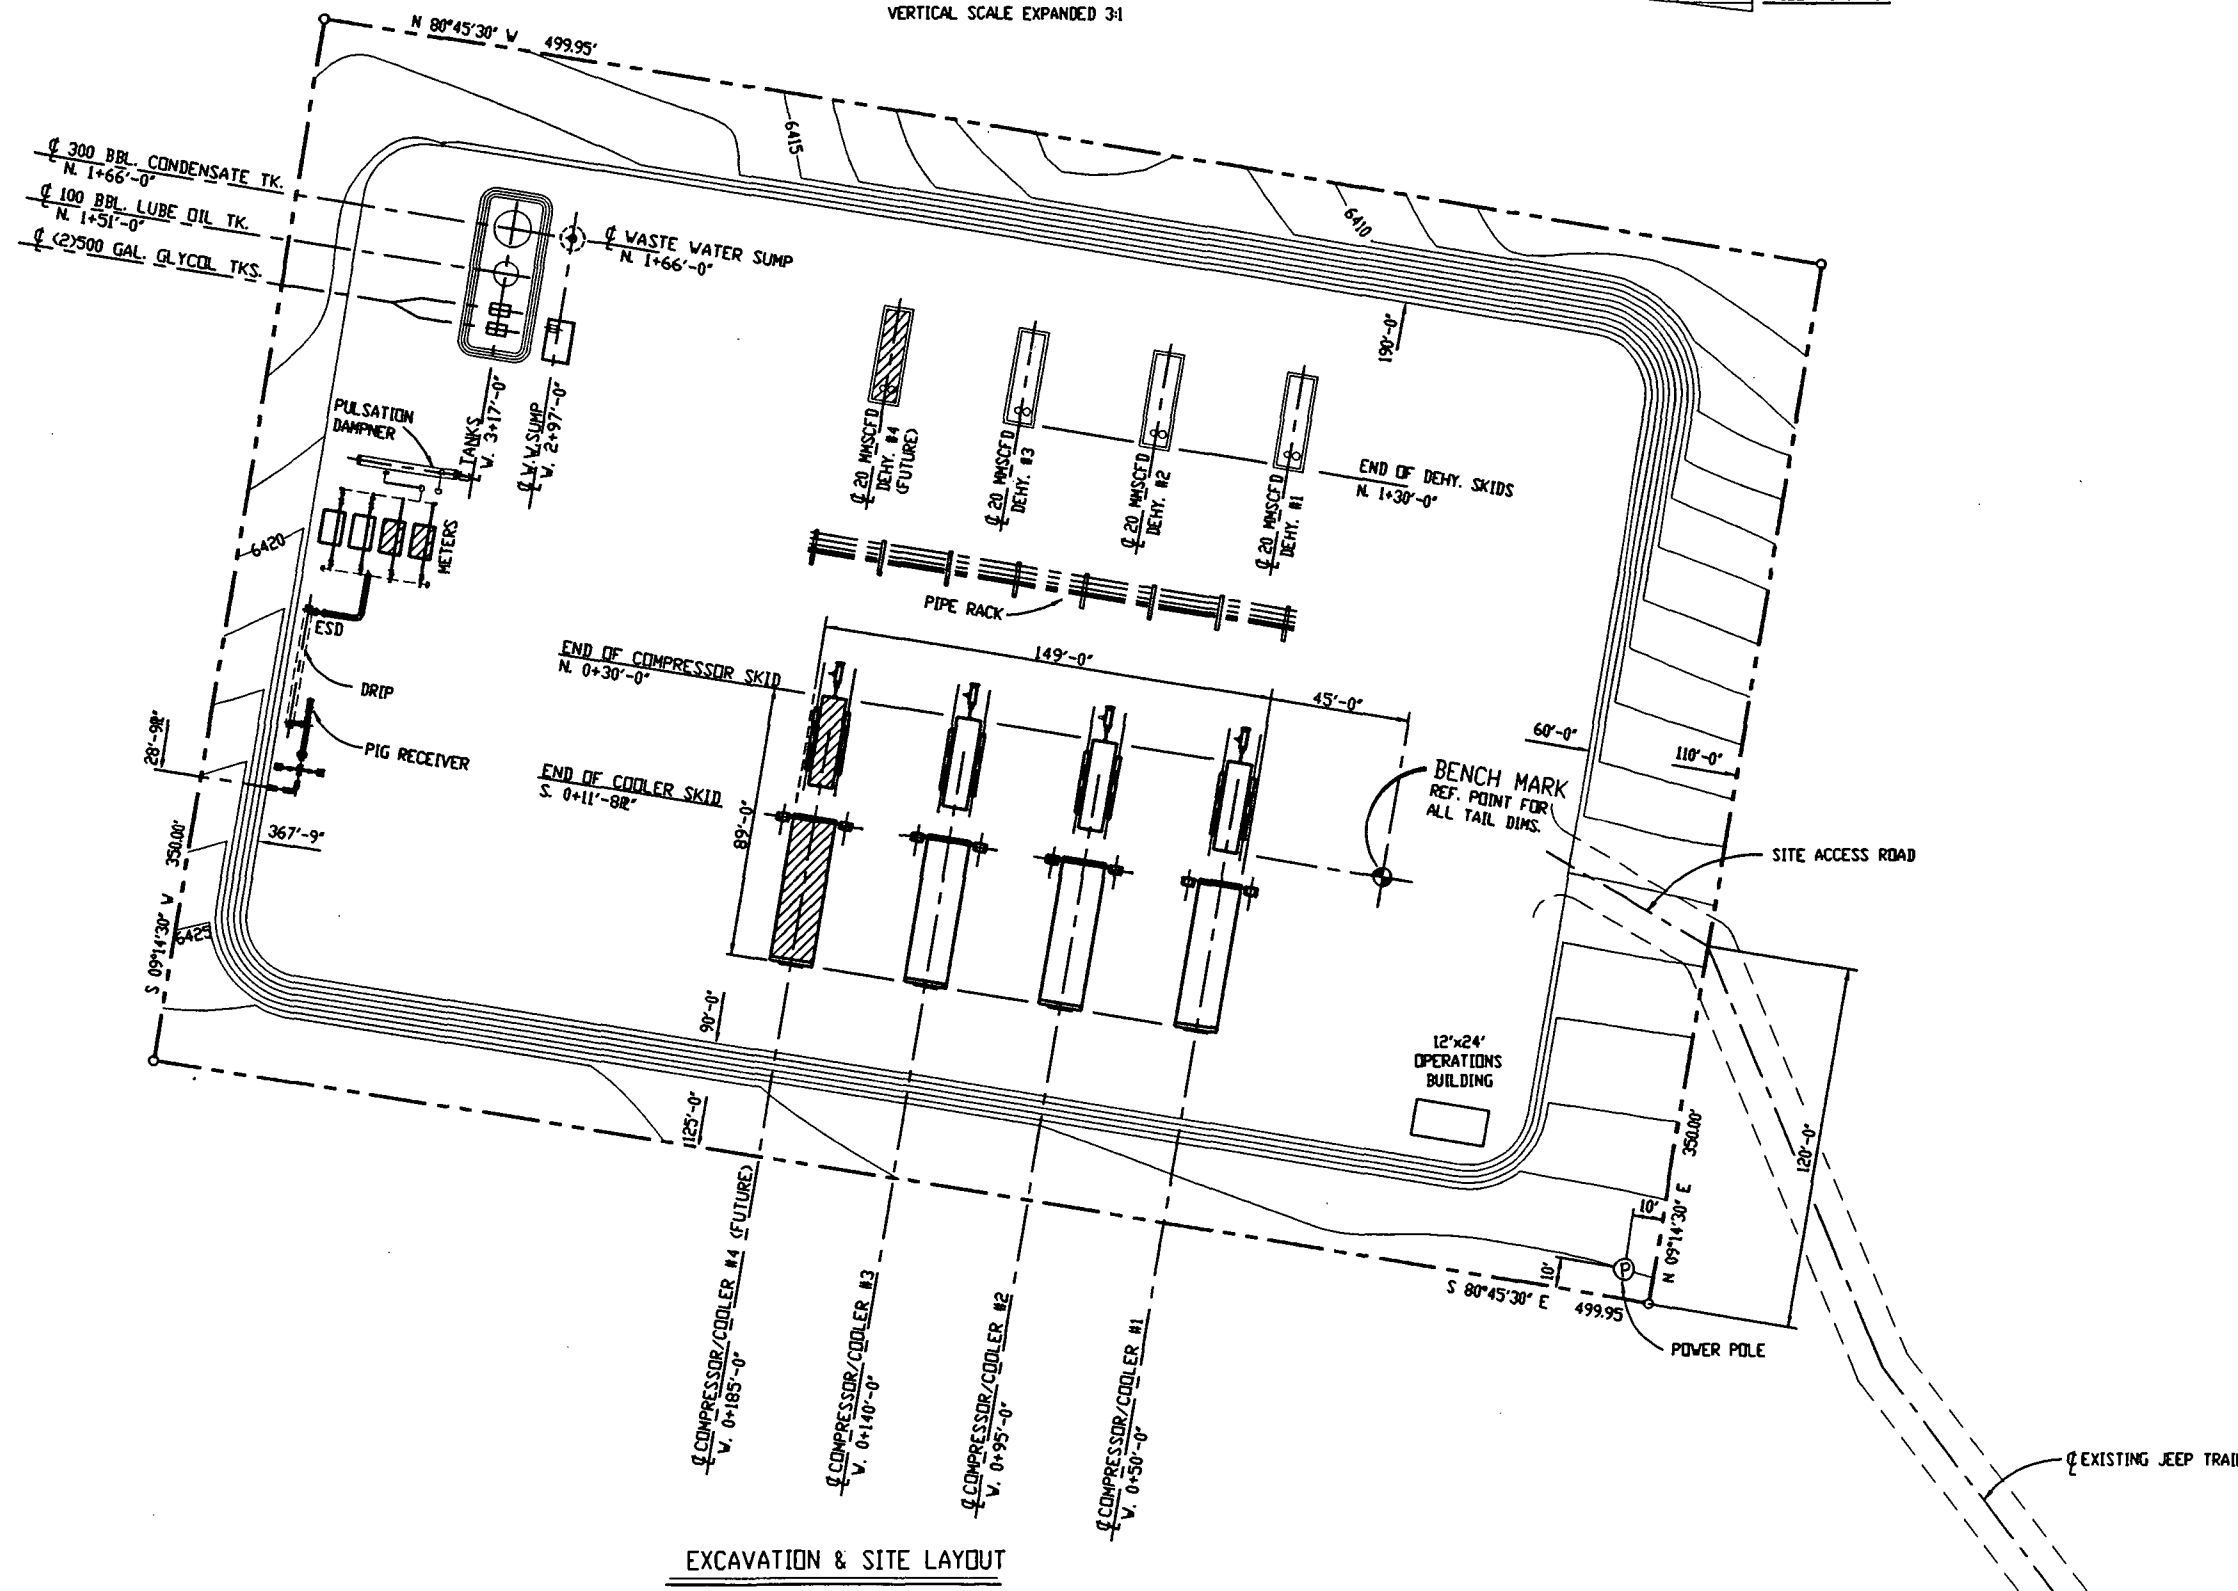 VERTICAL SCALE EXPANDED 3:1
N 80°45'30" W 499.95'
6415
6410
℄ 300 BBL. CONDENSATE TK.
N. 1+66'-0"
℄ 100 BBL. LUBE OIL TK.
N. 1+51'-0"
℄ (2)500 GAL. GLYCOL TKS.
℄ WASTE WATER SUMP
N. 1+66'-0"
190'-0"
PULSATION
DAMPNER
℄ TANKS
W. 3+17'-0"
℄ W.W.SUMP
W. 2+97'-0"
℄ 20 MMSCFD
DEHY. #4
(FUTURE)
℄ 20 MMSCFD
DEHY. #3
℄ 20 MMSCFD
DEHY. #2
℄ 20 MMSCFD
DEHY. #1
END OF DEHY. SKIDS
N. 1+30'-0"
METERS
6420
ESD
PIPE RACK
DRIP
END OF COMPRESSOR SKID
N. 0+30'-0"
149'-0"
45'-0"
60'-0"
110'-0"
PIG RECEIVER
END OF COOLER SKID
89'-0"
BENCH MARK
REF. POINT FOR
ALL TAIL DIMS.
367'-9"
SITE ACCESS ROAD
S 09°14'30" W 350.00'
6425
90'-0"
12'x24'
OPERATIONS
BUILDING
1125'-0"
120'-0"
N 09°14'30" E 350.00'
10'
10'
P
S 80°45'30" E 499.95
POWER POLE
℄ COMPRESSOR/COOLER #4 (FUTURE)
W. 0+185'-0"
℄ COMPRESSOR/COOLER #3
W. 0+140'-0"
℄ COMPRESSOR/COOLER #2
W. 0+95'-0"
℄ COMPRESSOR/COOLER #1
W. 0+50'-0"
℄ EXISTING JEEP
EXCAVATION & SITE LAYOUT